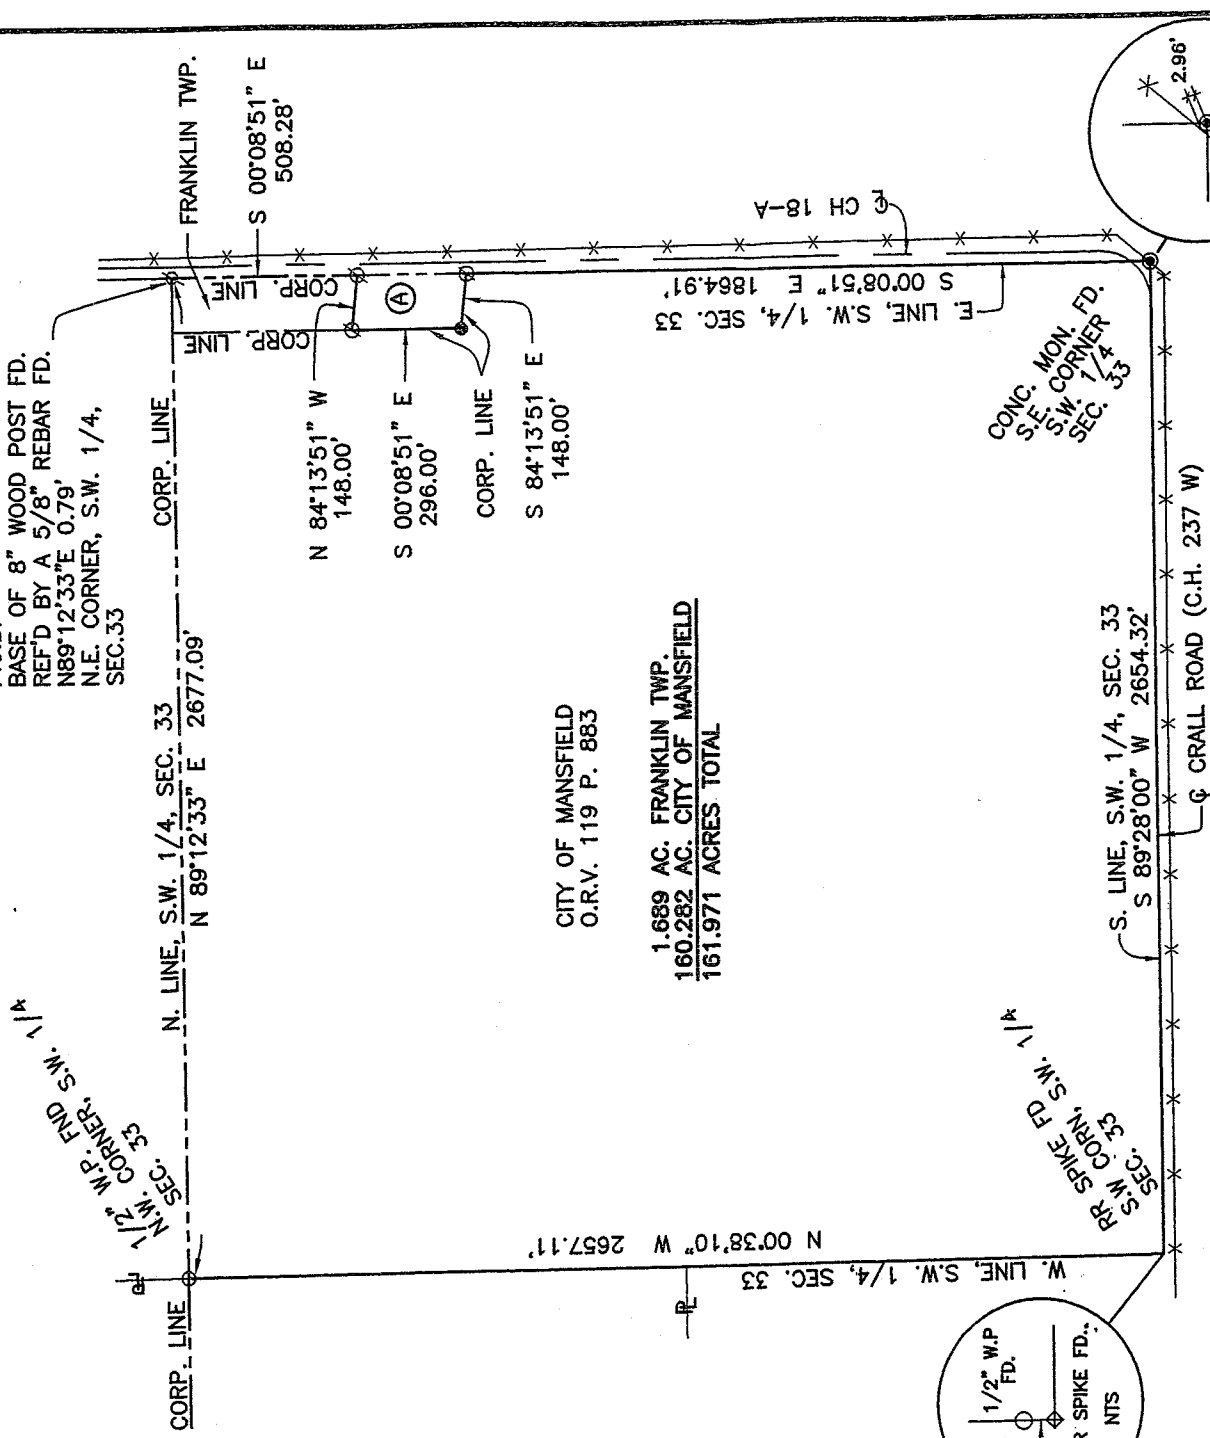 BASE OF 8" WOOD POST FD.
REF'D BY A 5/8" REBAR FD.
N89°12'33"E 0.79'
N.E. CORNER, S.W. 1/4,
SEC.33
FRANKLIN TWP.
S 00°08'51" E
508.28'
CORP. LINE
CORP. LINE
CORP. LINE
A
N 84°13'51" W
148.00'
S 00°08'51" E
296.00'
CORP. LINE
S 84°13'51" E
148.00'
℄ CH 18-A
S 00°08'51" E 1864.91'
E. LINE, S.W. 1/4, SEC. 33
2.96'
CONC. MON. FD.
S.E. CORNER
S.W. 1/4
SEC. 33
N. LINE, S.W. 1/4, SEC. 33
N 89°12'33" E 2677.09'
CITY OF MANSFIELD
O.R.V. 119 P. 883
1.689 AC. FRANKLIN TWP.
160.282 AC. CITY OF MANSFIELD
161.971 ACRES TOTAL
S. LINE, S.W. 1/4, SEC. 33
S 89°28'00" W 2654.32'
℄ CRALL ROAD (C.H. 237 W)
1/2" W.P. FND S.W. 1/4
N.W. CORNER,
SEC. 33
CORP. LINE
N 00°38'10" W 2657.11'
W. LINE, S.W. 1/4, SEC. 33
PL
RR SPIKE FD S.W. 1/4
S.W CORN,
SEC. 33
1/2" W.P
FD.
SPIKE FD..
NTS